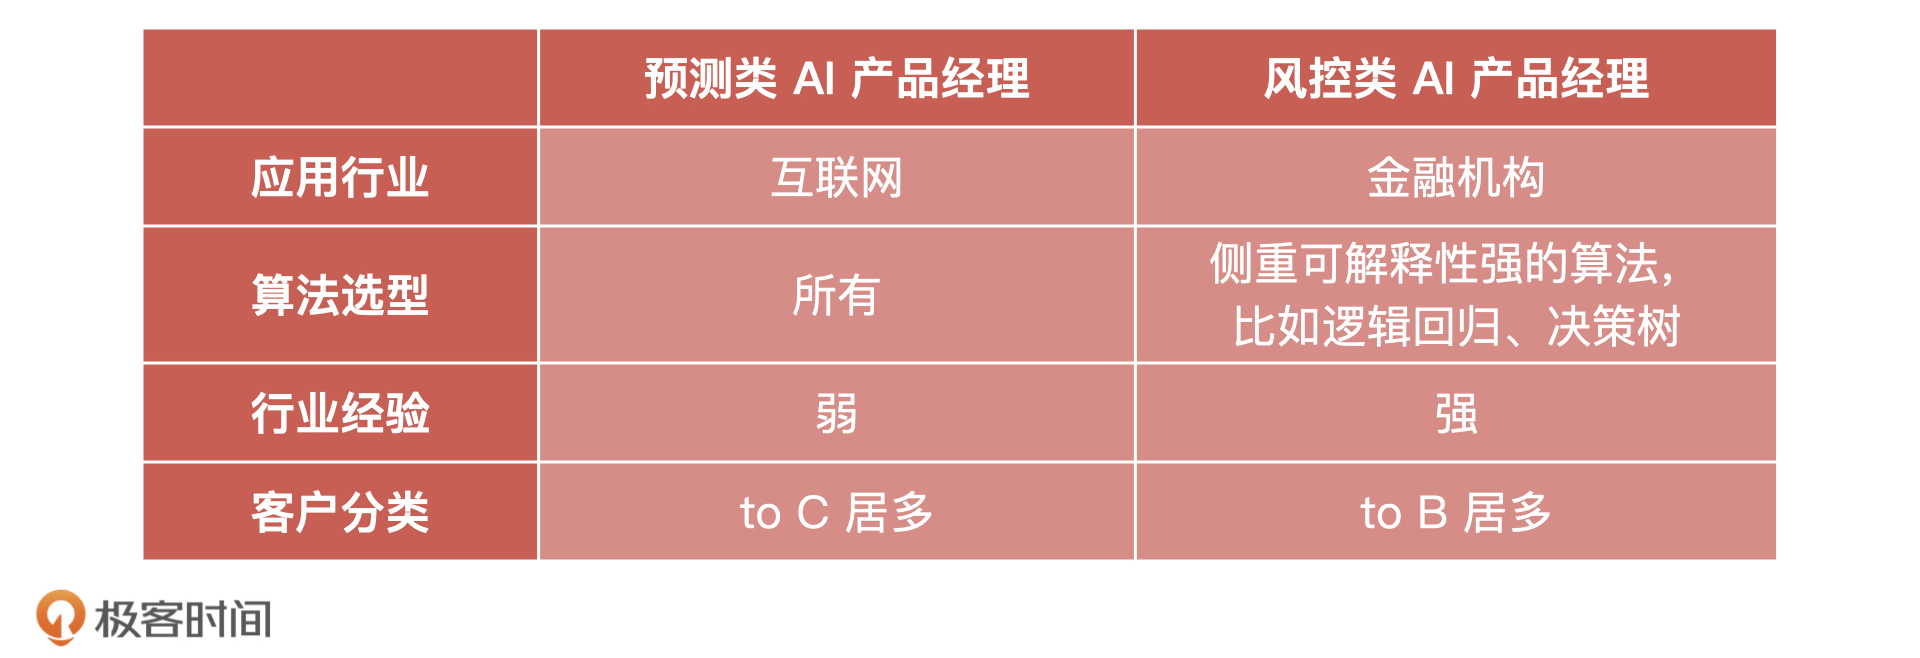 预测类 AI 产品经理
风控类 AI 产品经理
应用行业
互联网
金融机构
算法选型
所有
侧重可解释性强的算法，
比如逻辑回归、决策树
行业经验
弱
强
客户分类
to C 居多
to B 居多
极客时间